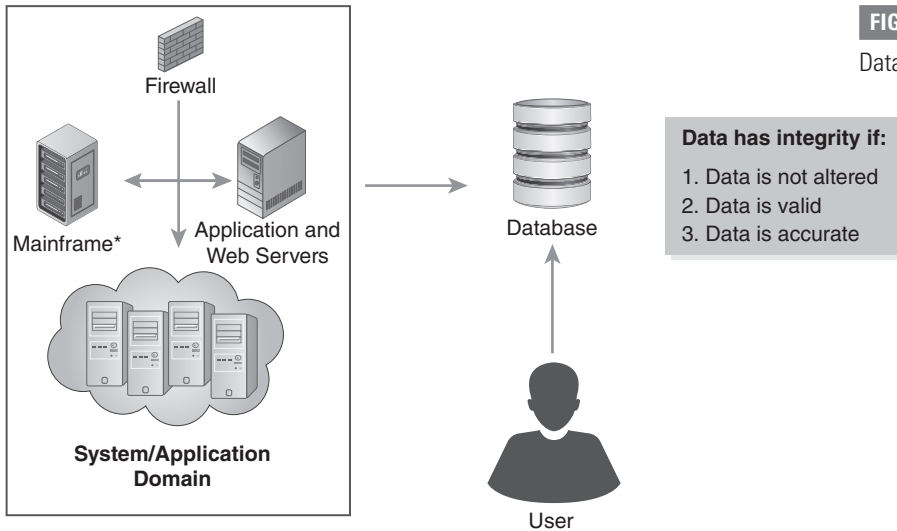 FIG
Data
Firewall
Mainframe*
Application and
Web Servers
System/Application
Domain
Database
User
Data has integrity if:
1. Data is not altered
2. Data is valid
3. Data is accurate